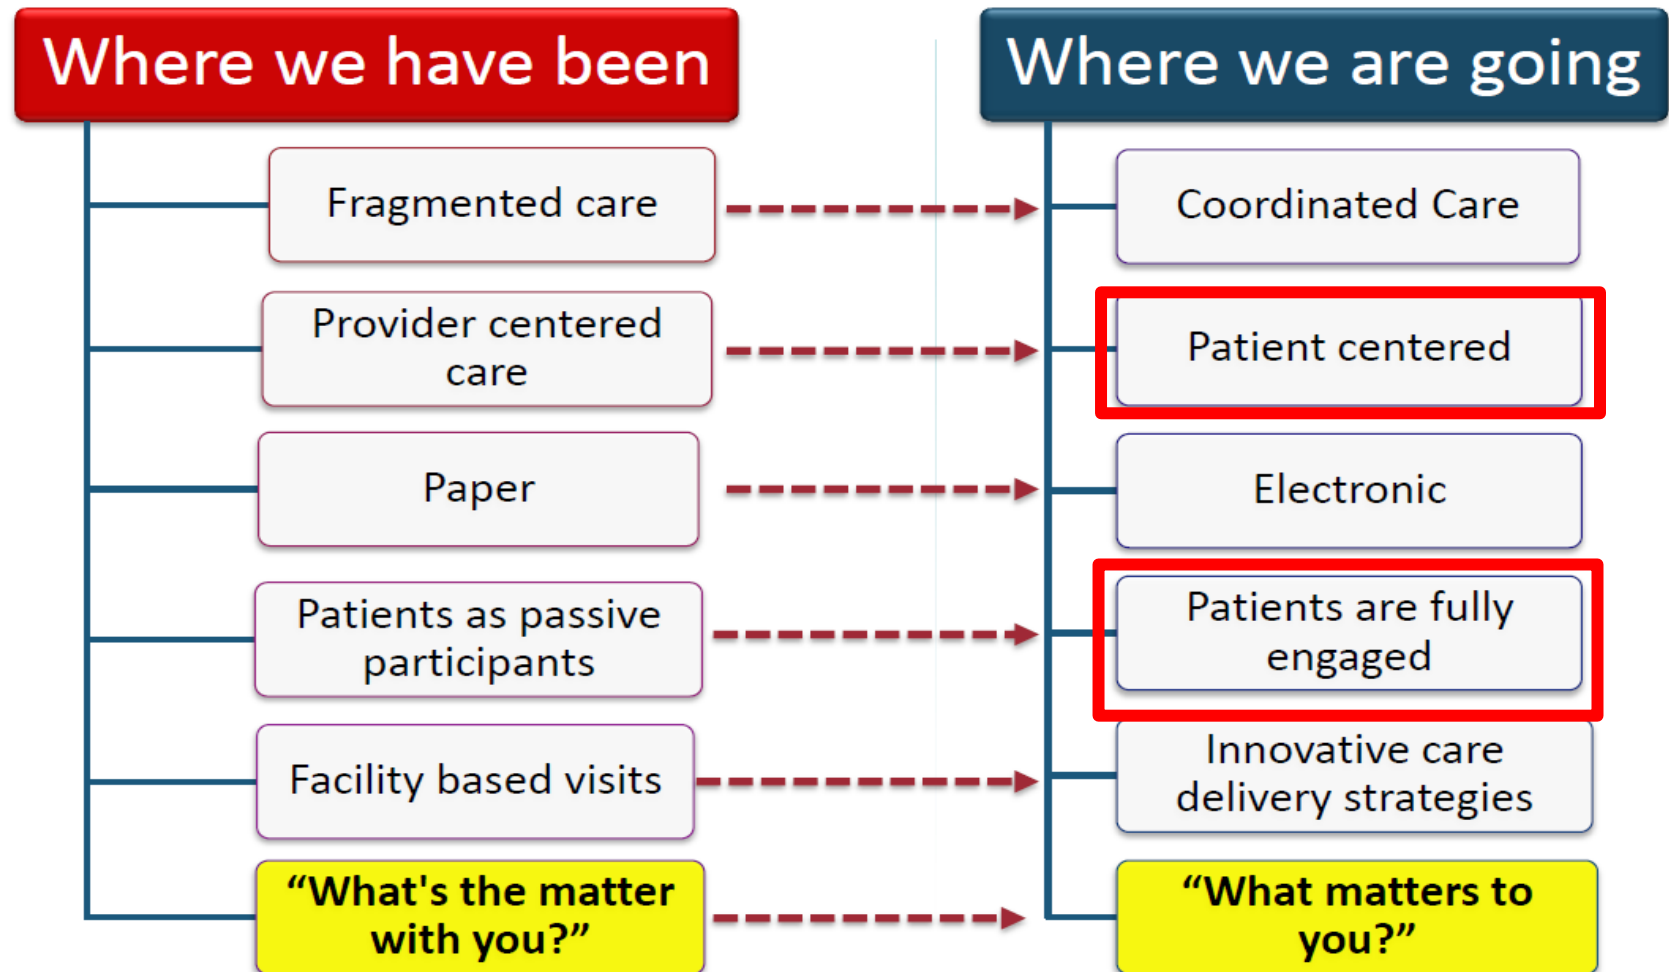 Where we have been
Where we are going
Fragmented care
Coordinated Care
Provider centered
care
Patient centered
Paper
Electronic
Patients as passive
participants
Patients are fully
engaged
Facility based visits
Innovative care
delivery strategies
“What's the matter
with you?”
“What matters to
you?”